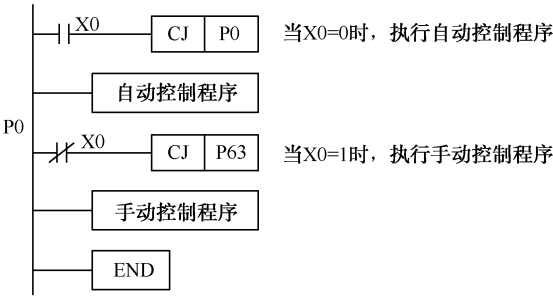 X0
CJ P0 当X0=0时，执行自动控制程序
自动控制程序
P0
X0
CJ P63 当X0=1时，执行手动控制程序
手动控制程序
END